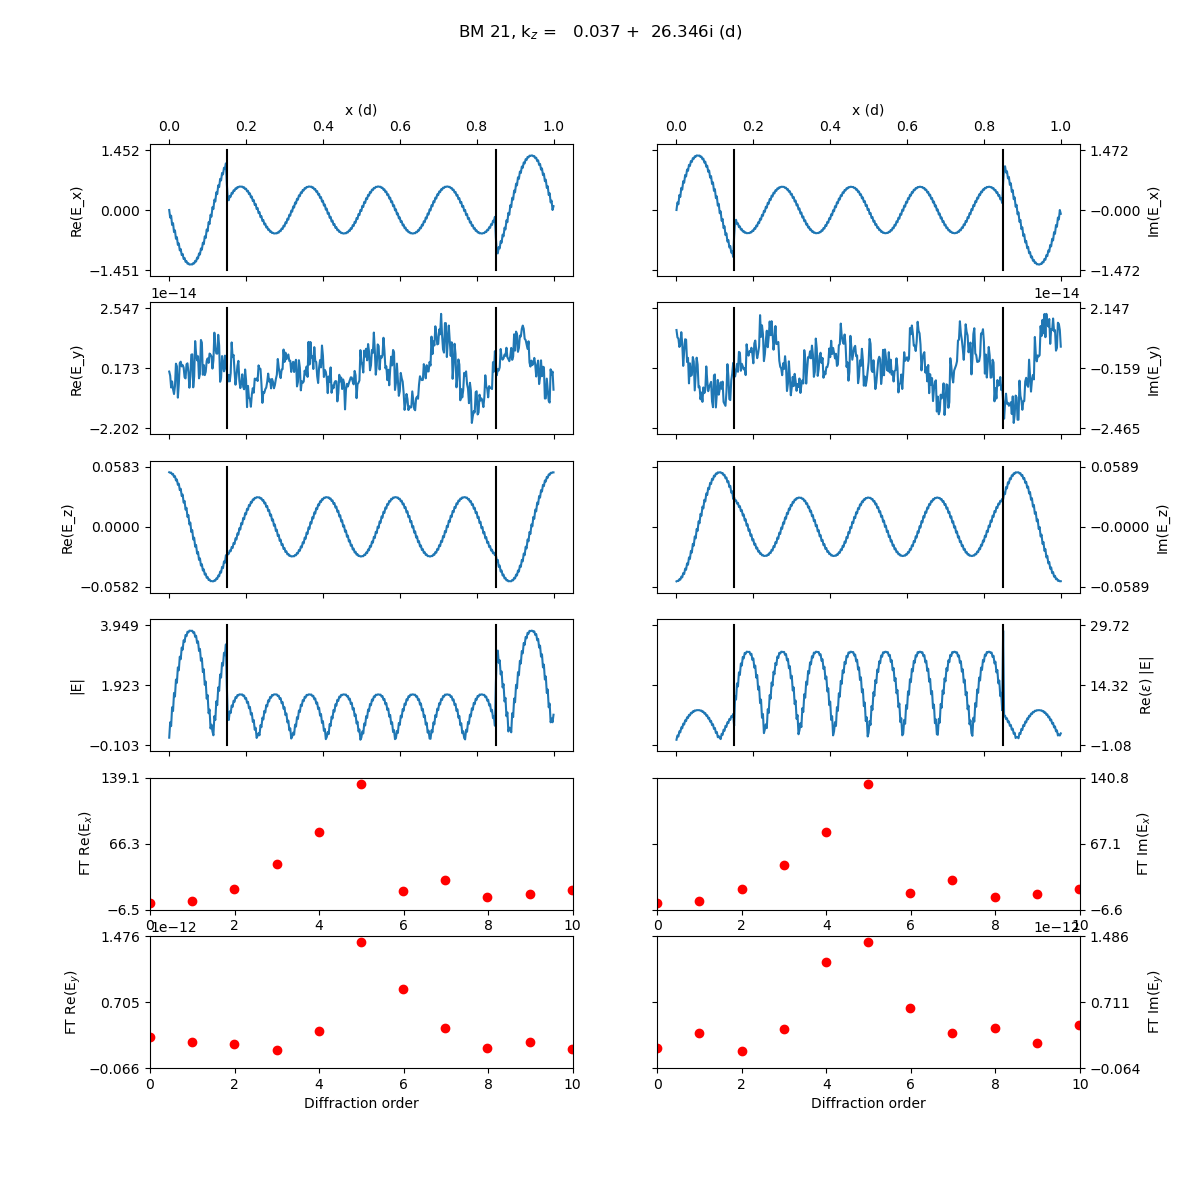 BM 21, k_z =   0.037 +  26.346i (d)
x (d)
x (d)
0.0 0.2 0.4 0.6 0.8 1.0
0.0 0.2 0.4 0.6 0.8 1.0
1.452
0.000
−1.451
Re(E_x)
1.472
−0.000
−1.472
Im(E_x)
1e−14
2.547
0.173
−2.202
Re(E_y)
1e−14
2.147
−0.159
−2.465
Im(E_y)
0.0583
0.0000
−0.0582
Re(E_z)
0.0589
−0.0000
−0.0589
Im(E_z)
3.949
1.923
−0.103
|E|
29.72
14.32
−1.08
Re(ε) |E|
139.1
66.3
−6.5
FT Re(E_x)
0 2 4 6 8 10
140.8
67.1
−6.6
FT Im(E_x)
0 2 4 6 8 10
1e−12
1.476
0.705
−0.066
FT Re(E_y)
0 2 4 6 8 10
Diffraction order
1e−12
1.486
0.711
−0.064
FT Im(E_y)
0 2 4 6 8 10
Diffraction order